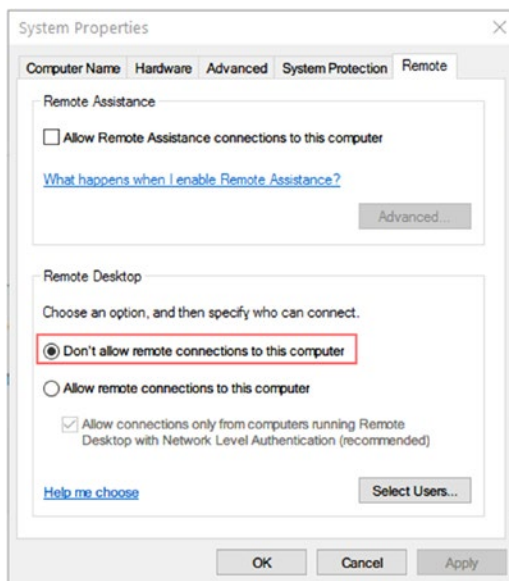 System Properties
Computer Name Hardware Advanced System Protection Remote
Remote Assistance
Allow Remote Assistance connections to this computer
What happens when I enable Remote Assistance?
Advanced...
Remote Desktop
Choose an option, and then specify who can connect.
Don't allow remote connections to this computer
Allow remote connections to this computer
Allow connections only from computers running Remote
Desktop with Network Level Authentication (recommended)
Help me choose
Select Users...
OK Cancel Apply